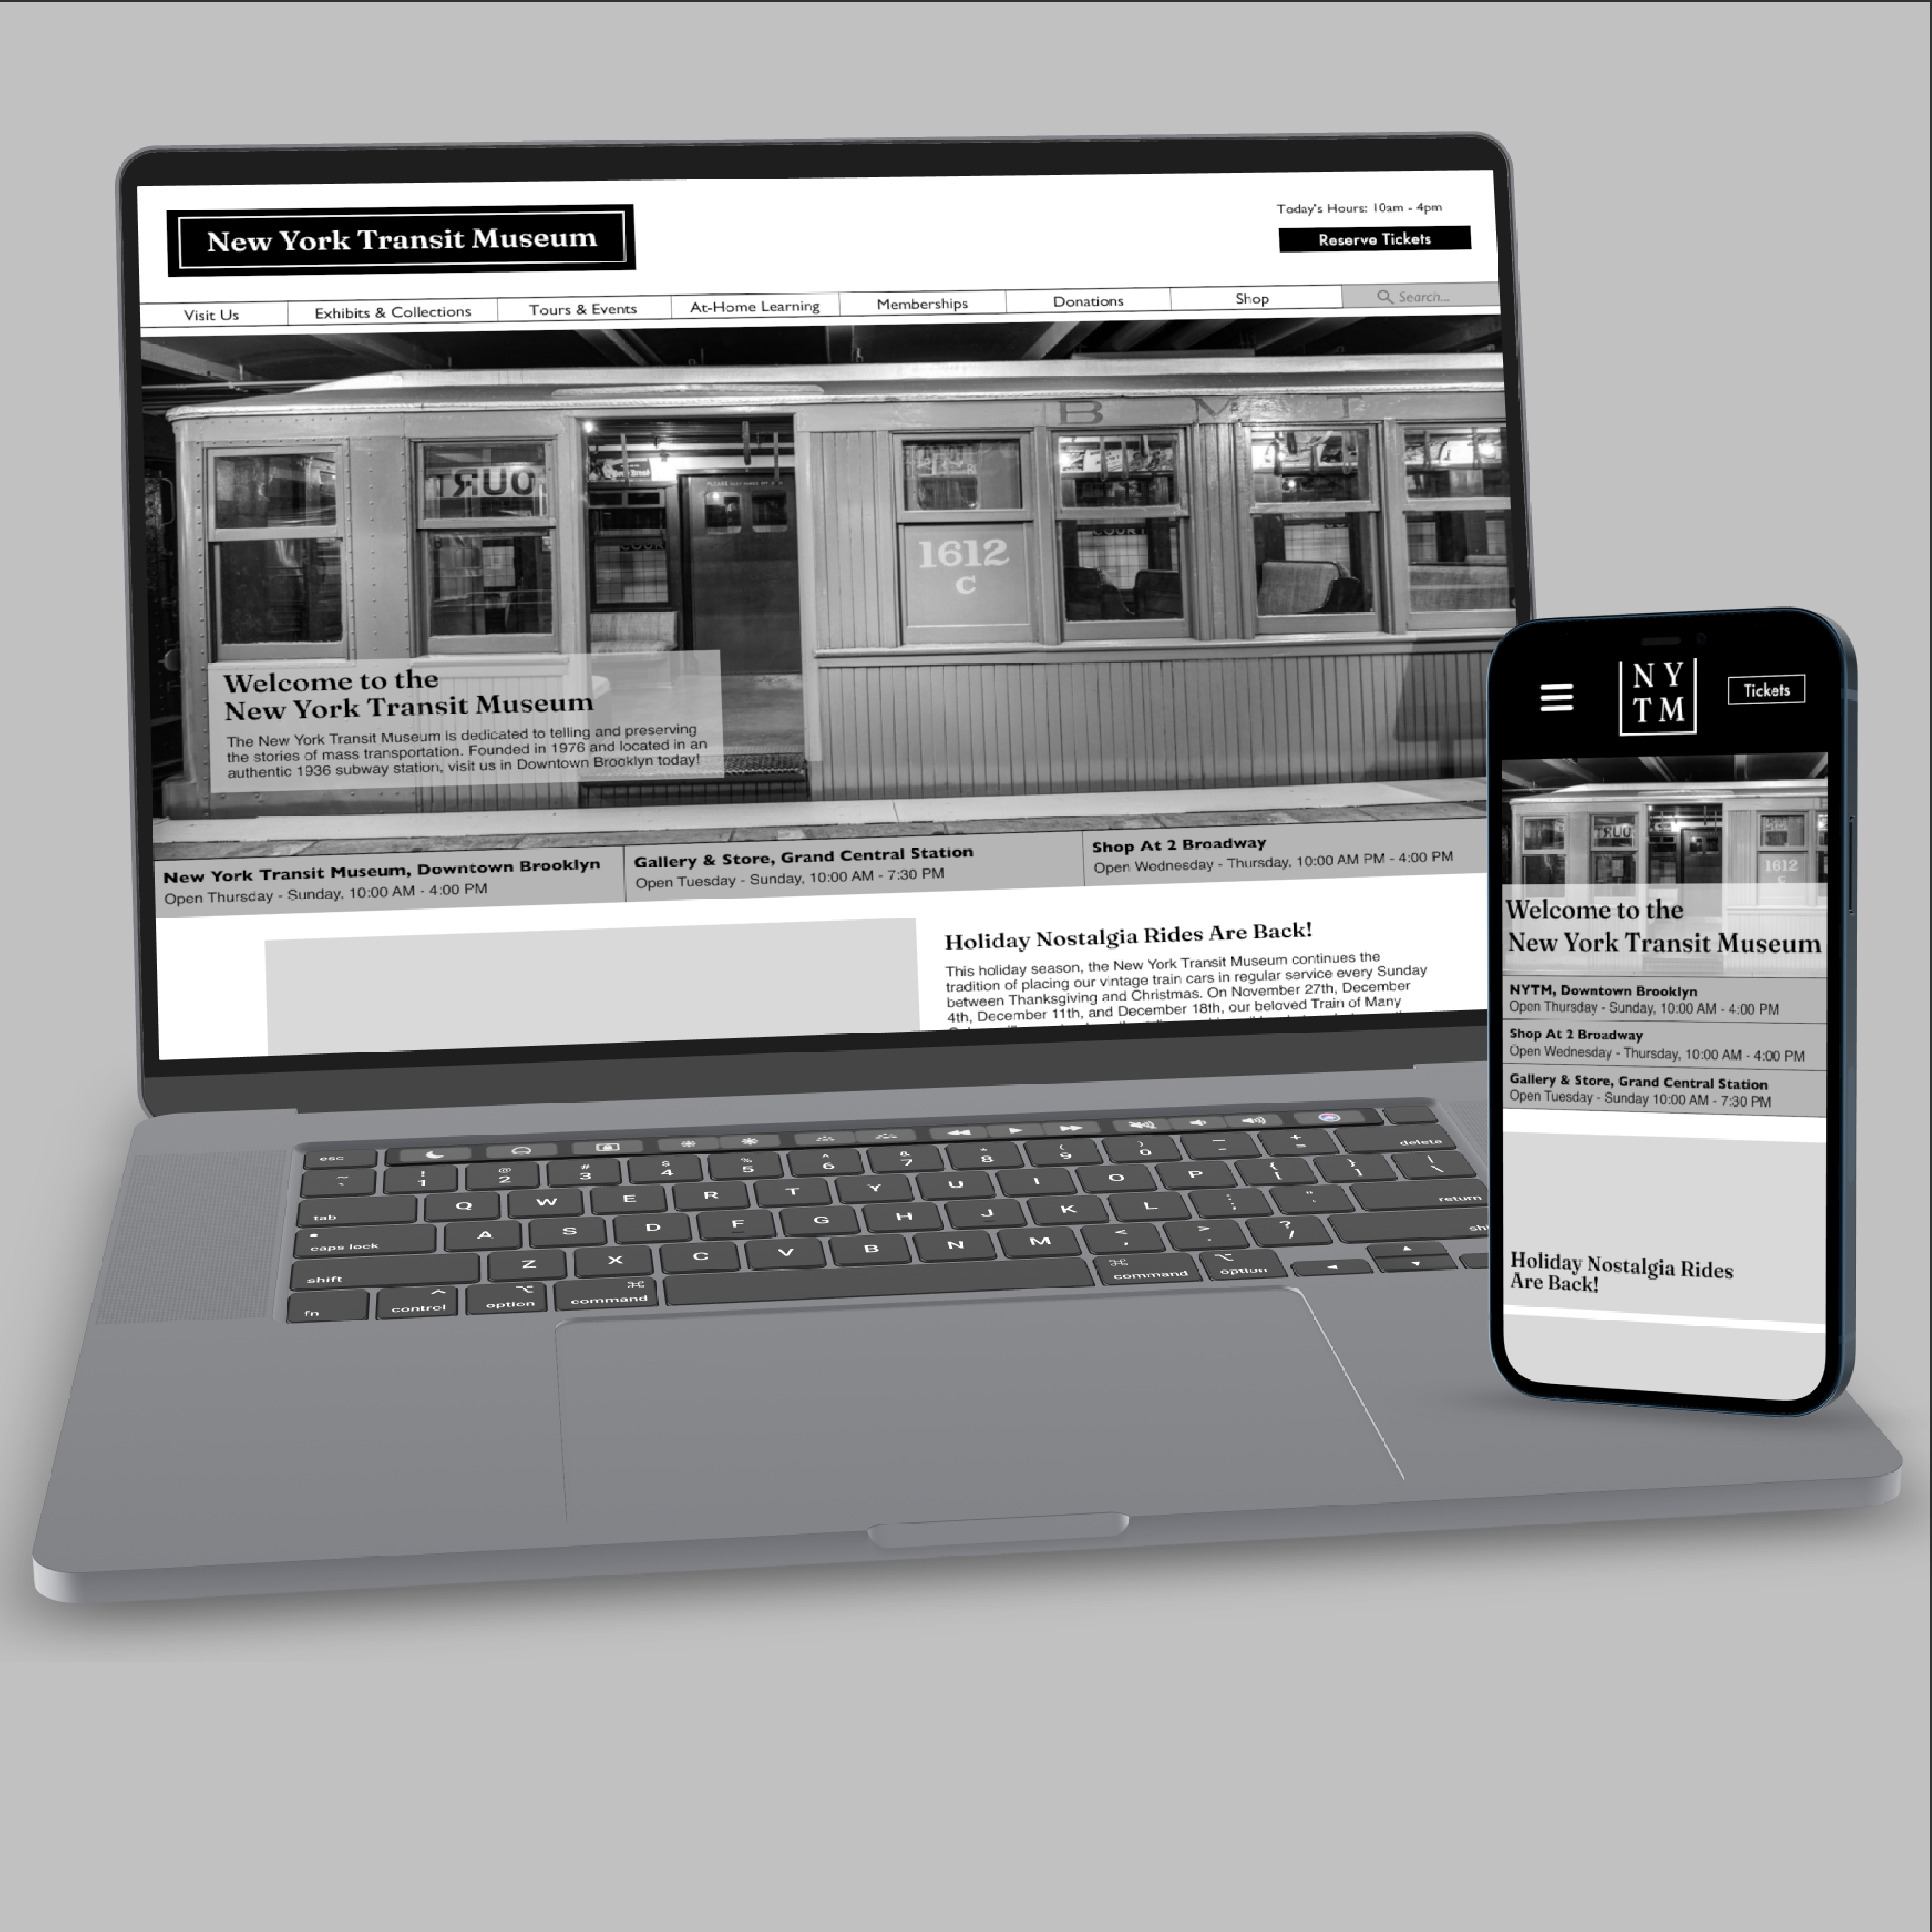 New York Transit Museum
Today's Hours: 10am - 4pm
Reserve Tickets
Visit Us
Exhibits & Collections
Tours & Events
At-Home Learning
Memberships
Donations
Shop
Search...
B M T
1612
C
Welcome to the
New York Transit Museum
The New York Transit Museum is dedicated to telling and preserving
the stories of mass transportation. Founded in 1976 and located in an
authentic 1936 subway station, visit us in Downtown Brooklyn today!
New York Transit Museum, Downtown Brooklyn
Open Thursday - Sunday, 10:00 AM - 4:00 PM
Gallery & Store, Grand Central Station
Open Tuesday - Sunday, 10:00 AM - 7:30 PM
Shop At 2 Broadway
Open Wednesday - Thursday, 10:00 AM PM - 4:00 PM
Holiday Nostalgia Rides Are Back!
This holiday season, the New York Transit Museum continues the
tradition of placing our vintage train cars in regular service every Sunday
between Thanksgiving and Christmas. On November 27th, December
4th, December 11th, and December 18th, our beloved Train of Many
NY
TM
Tickets
1612
C
Welcome to the
New York Transit Museum
NYTM, Downtown Brooklyn
Open Thursday - Sunday, 10:00 AM - 4:00 PM
Shop At 2 Broadway
Open Wednesday - Thursday, 10:00 AM - 4:00 PM
Gallery & Store, Grand Central Station
Open Tuesday - Sunday 10:00 AM - 7:30 PM
Holiday Nostalgia Rides
Are Back!
esc
~ ! 1 @ 2 # 3 $ 4 % 5 ^ 6 & 7 * 8 ( 9 ) 0 — - + = delete
tab Q W E R T Y U I O P { [ } ] | \
caps lock A S D F G H J K L : ; " ' return
shift Z X C V B N M < , > . ? /
fn control option command command option